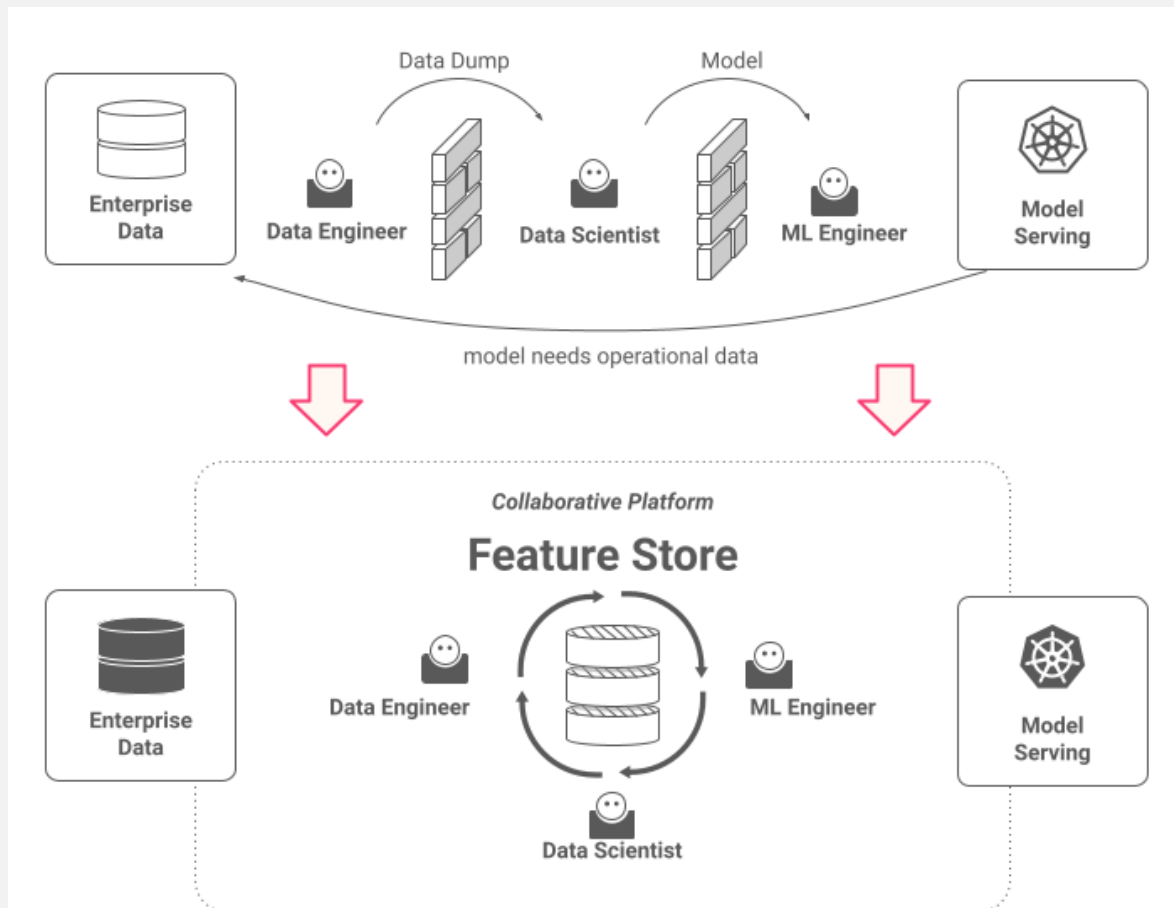 Data Dump
Model
Enterprise
Data
Data Engineer
Data Scientist
ML Engineer
Model
Serving
model needs operational data
Collaborative Platform
Feature Store
Enterprise
Data
Data Engineer
ML Engineer
Model
Serving
Data Scientist